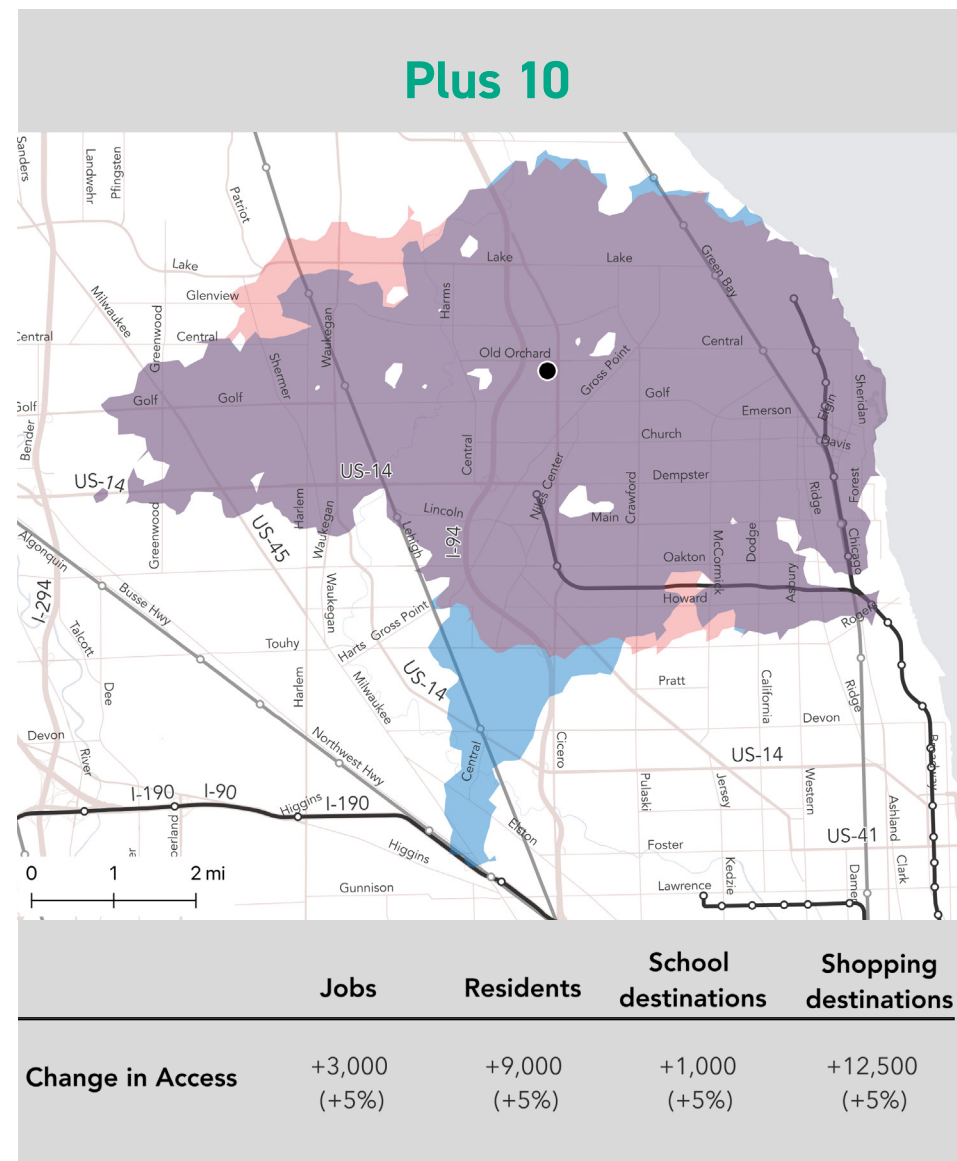 Plus 10
Sanders
Landwehr
Pfingsten
Patriot
Lake
Lake
Lake
Green Bay
Glenview
Milwaukee
Harms
Central
Greenwood
Central
Waukegan
Central
Old Orchard
Shermer
Gross Point
Golf
Golf
Golf
Golf
Sheridan
Emerson
Elgin
Bender
Central
Church
Davis
US-14
US-14
Dempster
Niles Center
Crawford
Ridge
Forest
Harlem
Lincoln
Main
Greenwood
US-45
Waukegan
Lehigh
I-94
McCormick
Dodge
Chicago
Algonquin
Oakton
Asbury
I-294
Busse Hwy
Waukegan
Howard
Gross Point
Rogers
Talcott
Touhy
Harts
US-14
Dee
Harlem
Milwaukee
Pratt
California
Ridge
Devon
Devon
River
Northwest Hwy
Central
Cicero
US-14
Broadway
I-190
I-90
Higgins
I-190
Pulaski
Jersey
Western
Ashland
Elston
US-41
Higgins
Foster
Clark
0 1 2 mi
Gunnison
Lawrence
Kedzie
Damen
Jobs
Residents
School
destinations
Shopping
destinations
Change in Access
+3,000
(+5%)
+9,000
(+5%)
+1,000
(+5%)
+12,500
(+5%)